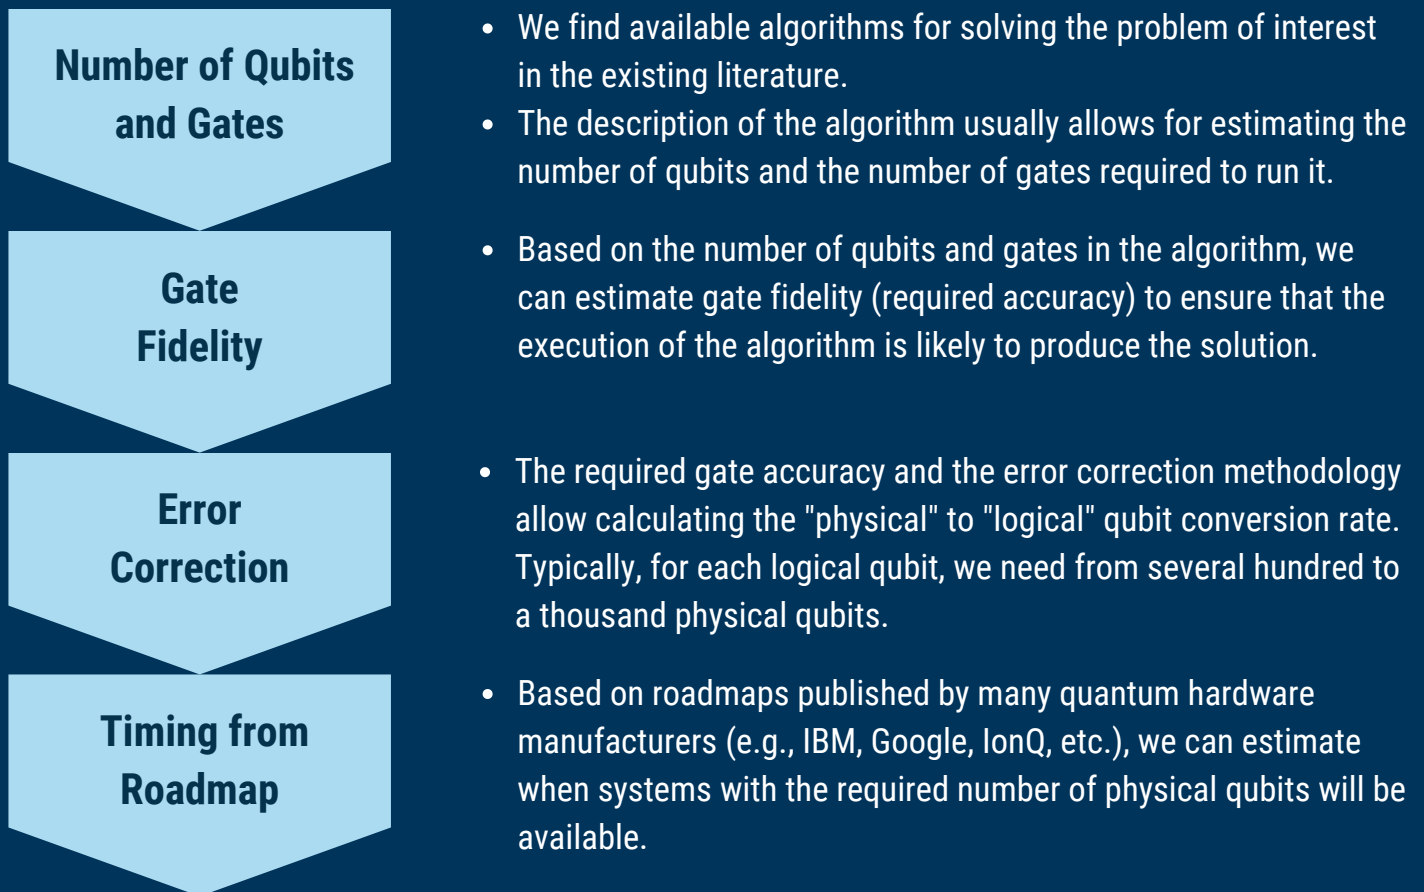 Number of Qubits
and Gates
• We find available algorithms for solving the problem of interest
in the existing literature.
• The description of the algorithm usually allows for estimating the
number of qubits and the number of gates required to run it.
Gate
Fidelity
• Based on the number of qubits and gates in the algorithm, we
can estimate gate fidelity (required accuracy) to ensure that the
execution of the algorithm is likely to produce the solution.
Error
Correction
• The required gate accuracy and the error correction methodology
allow calculating the "physical" to "logical" qubit conversion rate.
Typically, for each logical qubit, we need from several hundred to
a thousand physical qubits.
Timing from
Roadmap
• Based on roadmaps published by many quantum hardware
manufacturers (e.g., IBM, Google, IonQ, etc.), we can estimate
when systems with the required number of physical qubits will be
available.